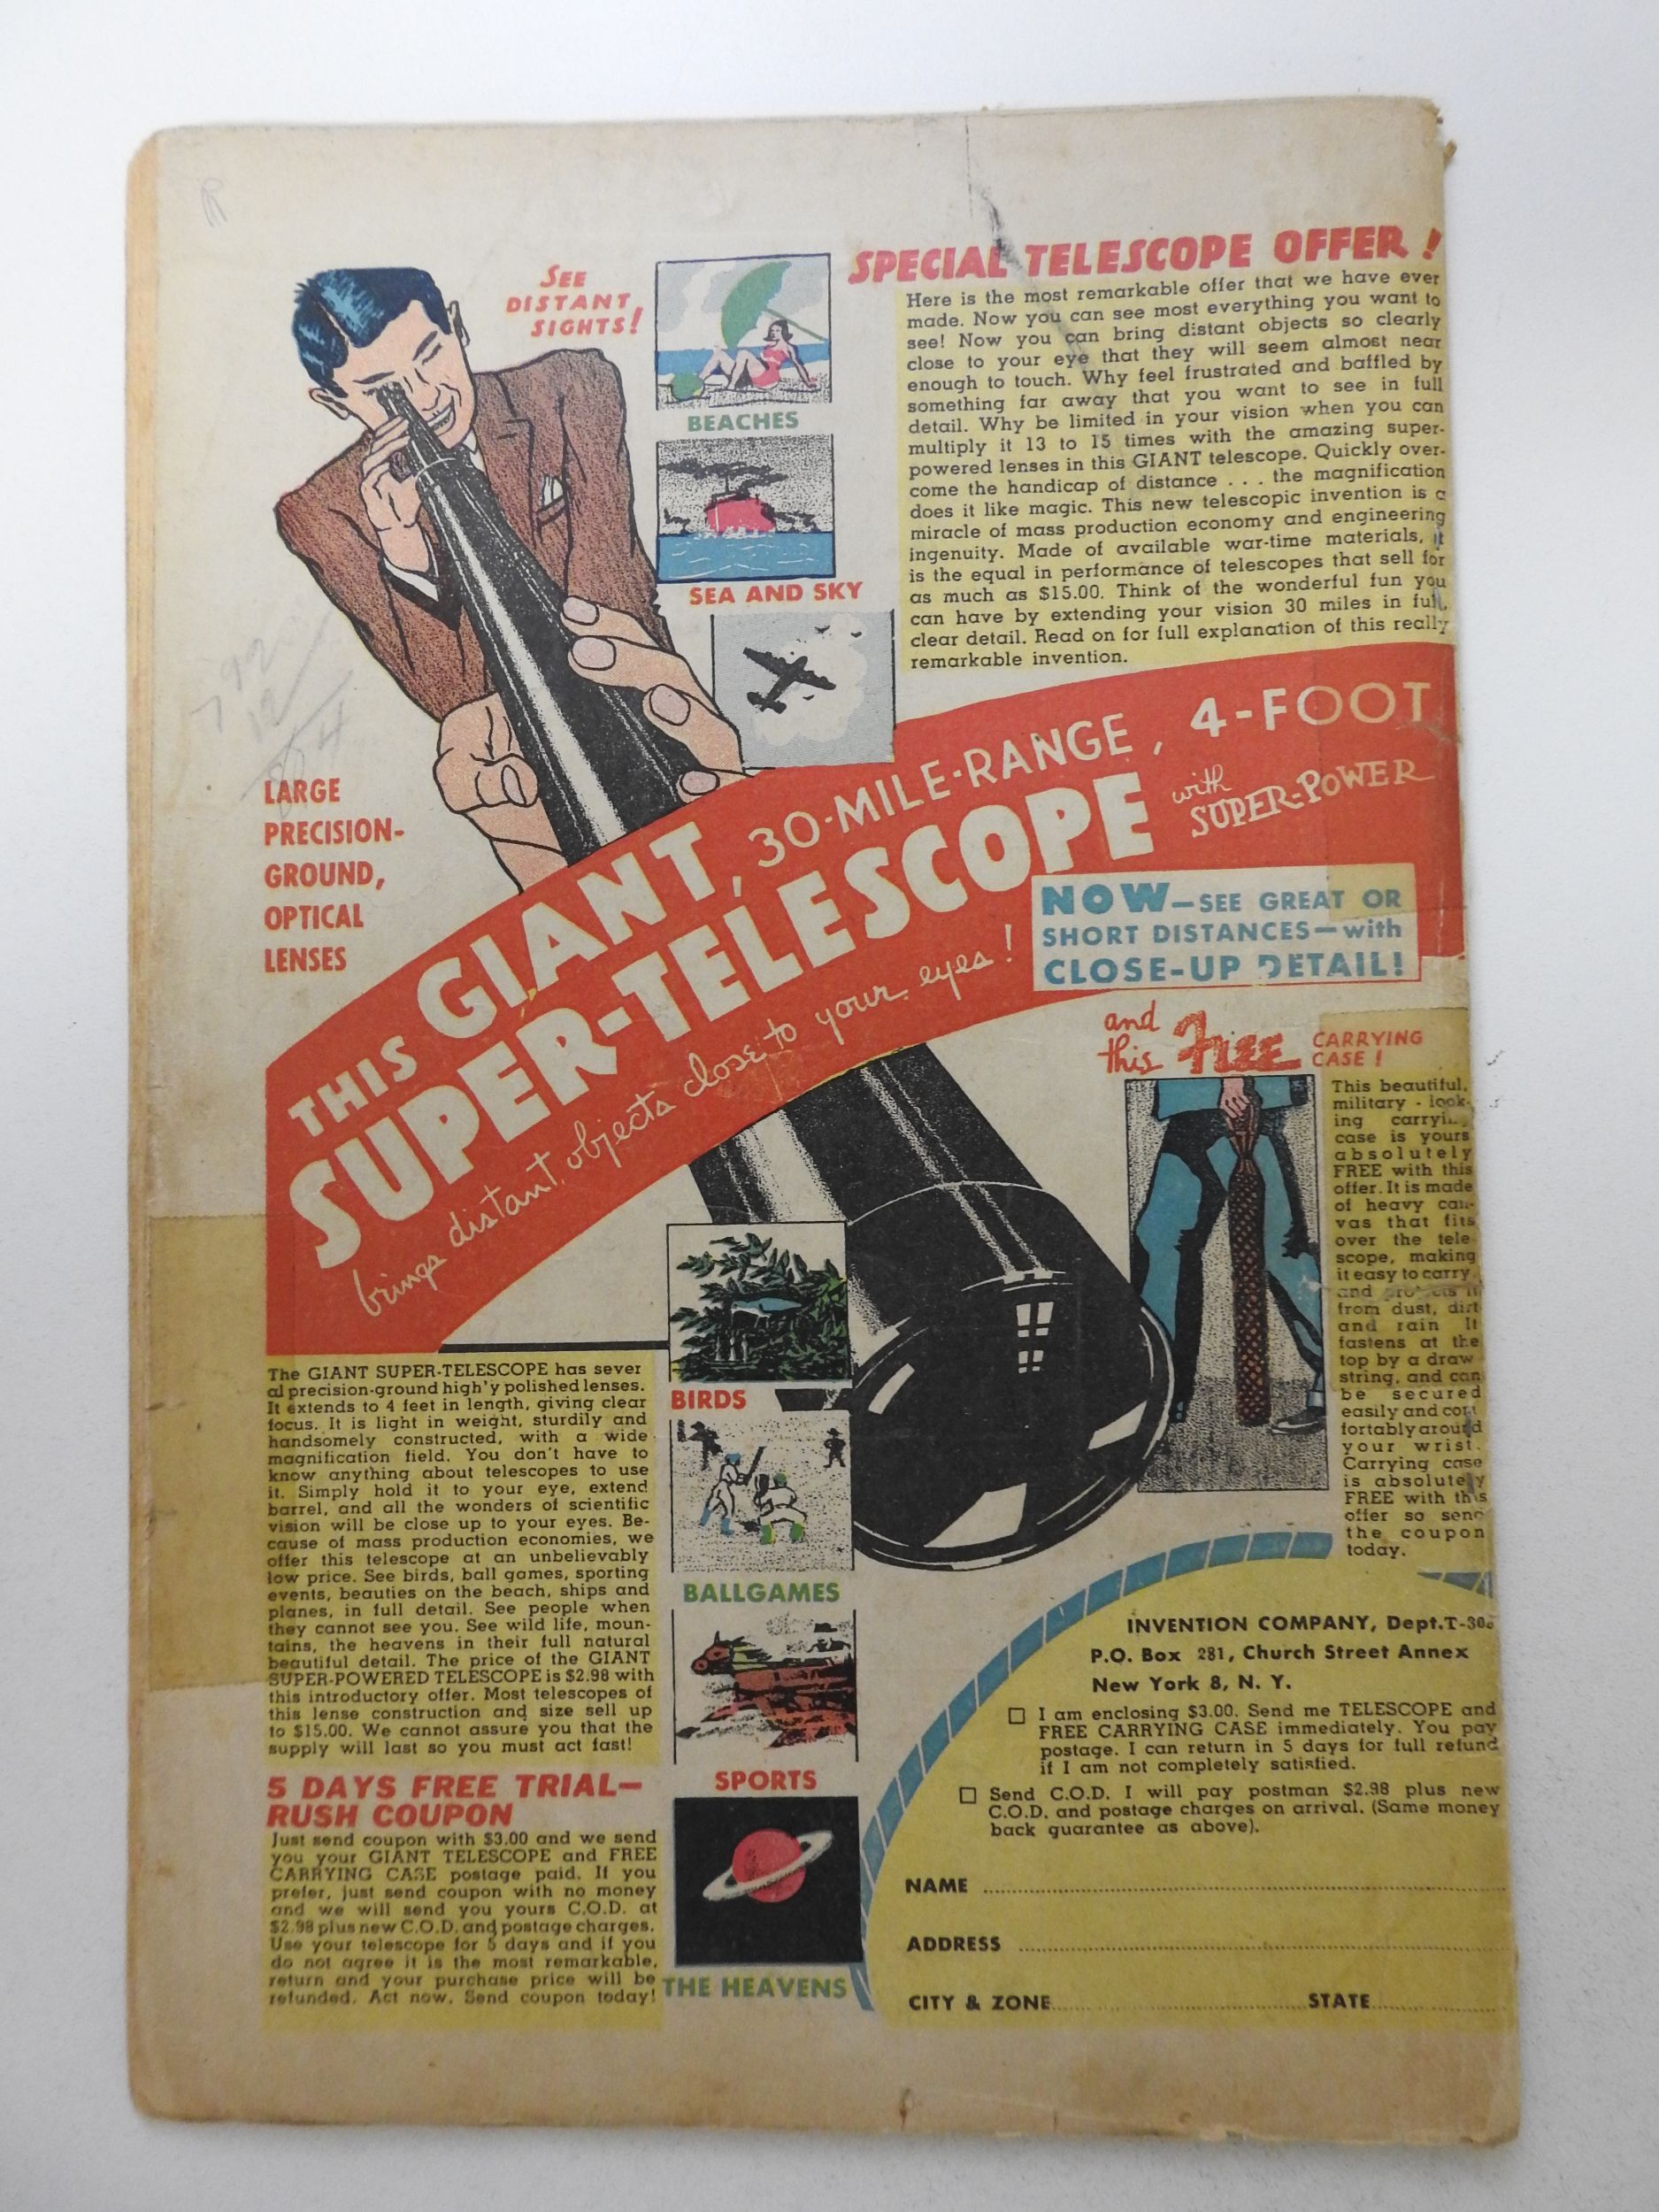 R
SEE
DISTANT
SIGHTS!
BEACHES
SEA AND SKY
SPECIAL TELESCOPE OFFER!
Here is the most remarkable offer that we have ever
made. Now you can see most everything you want to
see! Now you can bring distant objects so clearly
close to your eye that they will seem almost near
enough to touch. Why feel frustrated and baffled by
something far away that you want to see in full
detail. Why be limited in your vision when you can
multiply it 13 to 15 times with the amazing super-
powered lenses in this GIANT telescope. Quickly over-
come the handicap of distance . . . the magnification
does it like magic. This new telescopic invention is a
miracle of mass production economy and engineering
ingenuity. Made of available war-time materials, it
is the equal in performance of telescopes that sell for
as much as $15.00. Think of the wonderful fun you
can have by extending your vision 30 miles in full,
clear detail. Read on for full explanation of this really
remarkable invention.
792
12
LARGE
PRECISION-
GROUND,
OPTICAL
LENSES
THIS GIANT, 30-MILE-RANGE, 4-FOOT
SUPER-TELESCOPE with SUPER-POWER
brings distant objects close to your eyes!
NOW—SEE GREAT OR
SHORT DISTANCES—with
CLOSE-UP DETAIL!
and this Free CARRYING
CASE!
This beautiful,
military - look-
ing carrying
case is yours
absolutely
FREE with this
offer. It is made
of heavy can-
vas that fits
over the tele-
scope, making
it easy to carry
and protects it
from dust, dirt
and rain It
fastens at the
top by a draw
string, and can
be secured
easily and com
fortably around
your wrist.
Carrying case
is absolutely
FREE with this
offer so send
the coupon
today.
The GIANT SUPER-TELESCOPE has sever
al precision-ground high'y polished lenses.
It extends to 4 feet in length, giving clear
focus. It is light in weight, sturdily and
handsomely constructed, with a wide
magnification field. You don't have to
know anything about telescopes to use
it. Simply hold it to your eye, extend
barrel, and all the wonders of scientific
vision will be close up to your eyes. Be-
cause of mass production economies, we
offer this telescope at an unbelievably
low price. See birds, ball games, sporting
events, beauties on the beach, ships and
planes, in full detail. See people when
they cannot see you. See wild life, moun-
tains, the heavens in their full natural
beautiful detail. The price of the GIANT
SUPER-POWERED TELESCOPE is $2.98 with
this introductory offer. Most telescopes of
this lense construction and size sell up
to $15.00. We cannot assure you that the
supply will last so you must act fast!
5 DAYS FREE TRIAL—
RUSH COUPON
Just send coupon with $3.00 and we send
you your GIANT TELESCOPE and FREE
CARRYING CASE postage paid. If you
prefer, just send coupon with no money
and we will send you yours C.O.D. at
$2.98 plus new C.O.D. and postage charges.
Use your telescope for 5 days and if you
do not agree it is the most remarkable,
return and your purchase price will be
refunded. Act now. Send coupon today!
BIRDS
BALLGAMES
SPORTS
THE HEAVENS
INVENTION COMPANY, Dept.
P.O. Box 281, Church Street Annex
New York 8, N. Y.
☐ I am enclosing $3.00. Send me TELESCOPE and
FREE CARRYING CASE immediately. You pay
postage. I can return in 5 days for full refund
if I am not completely satisfied.
☐ Send C.O.D. I will pay postman $2.98 plus new
C.O.D. and postage charges on arrival. (Same money
back guarantee as above).
NAME
ADDRESS
CITY & ZONE STATE